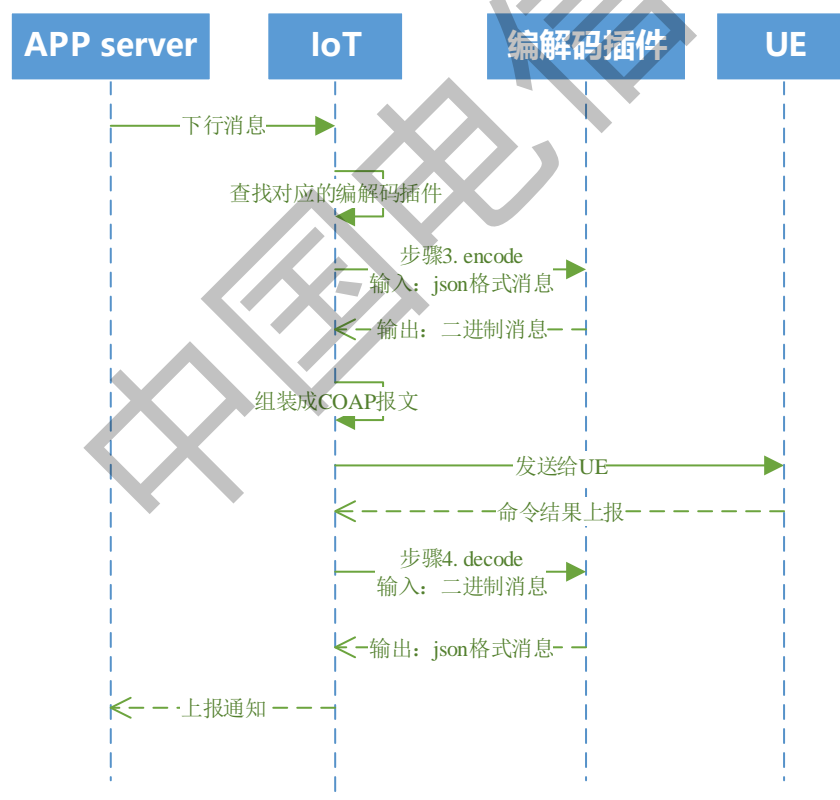 APP server
IoT
编解码插件
UE
下行消息
查找对应的编解码插件
步骤3. encode
输入：json格式消息
输出：二进制消息
组装成COAP报文
发送给UE
命令结果上报
步骤4. decode
输入：二进制消息
输出：json格式消息
上报通知
中国电信